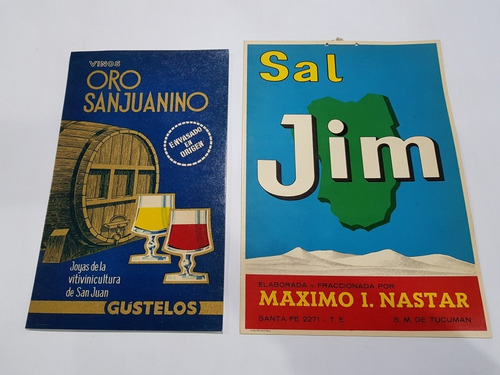 VINOS
ORO
SANJUANINO
ENVASADO
EN
ORIGEN
Joyas de la
vitivinicultura
de San Juan
GÚSTELOS
Sal
Jim
ELABORADA Y FRACCIONADA POR
MAXIMO I. NASTAR
SANTA FE 2271 - T. E.
S. M. DE TUCUMAN